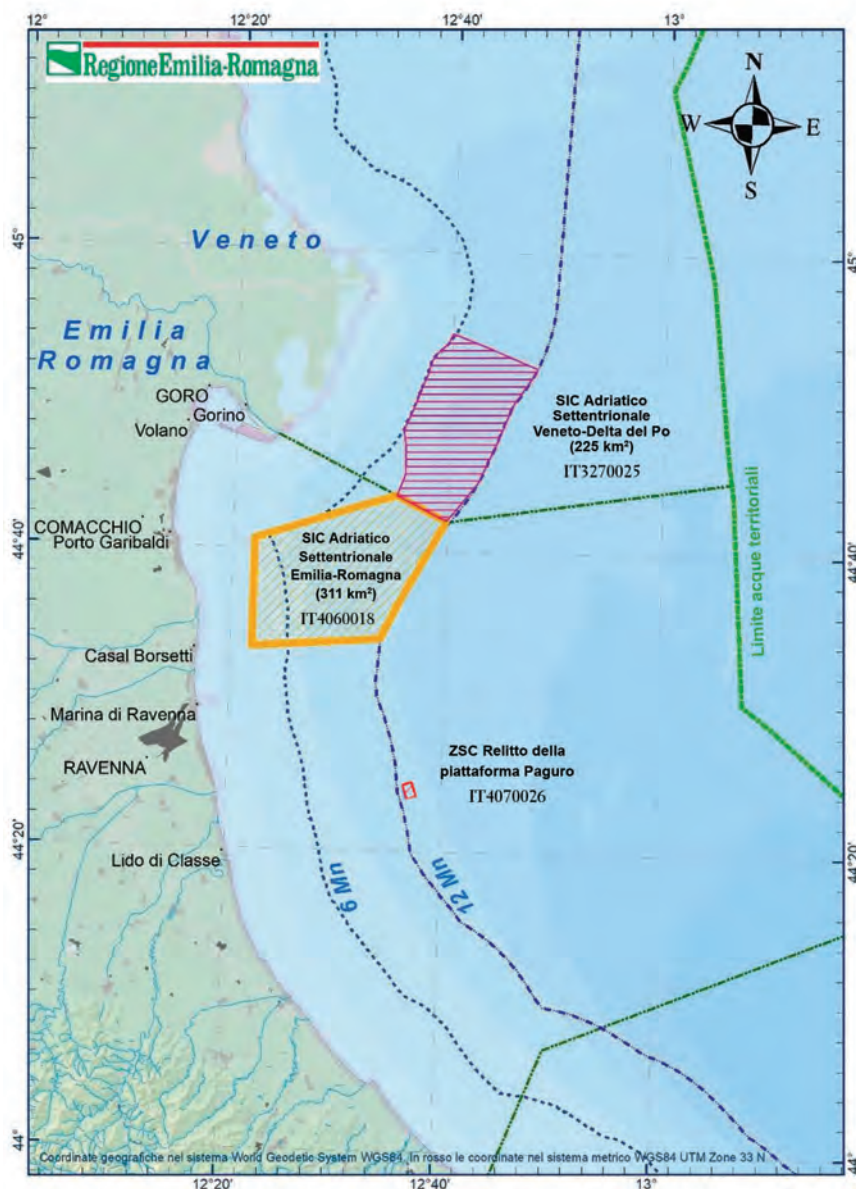 12°
12°20'
12°40'
13°
RegioneEmilia-Romagna
N
W
E
S
45°
Veneto
45°
Emilia
Romagna
GORO
Gorino
Volano
SIC Adriatico
Settentrionale
Veneto-Delta del Po
(225 km²)
IT3270025
COMACCHIO
Porto Garibaldi
44°40'
44°40'
SIC Adriatico
Settentrionale
Emilia-Romagna
(311 km²)
IT4060018
Limite acque territoriali
Casal Borsetti
Marina di Ravenna
RAVENNA
ZSC Relitto della
piattaforma Paguro
IT4070026
44°20'
44°20'
Lido di Classe
6 Mn
12 Mn
44°
44°
Coordinate geografiche nel sistema World Geodetic System WGS84. In rosso le coordinate nel sistema metrico WGS84 UTM Zone 33 N
12°20'
12°40'
13°